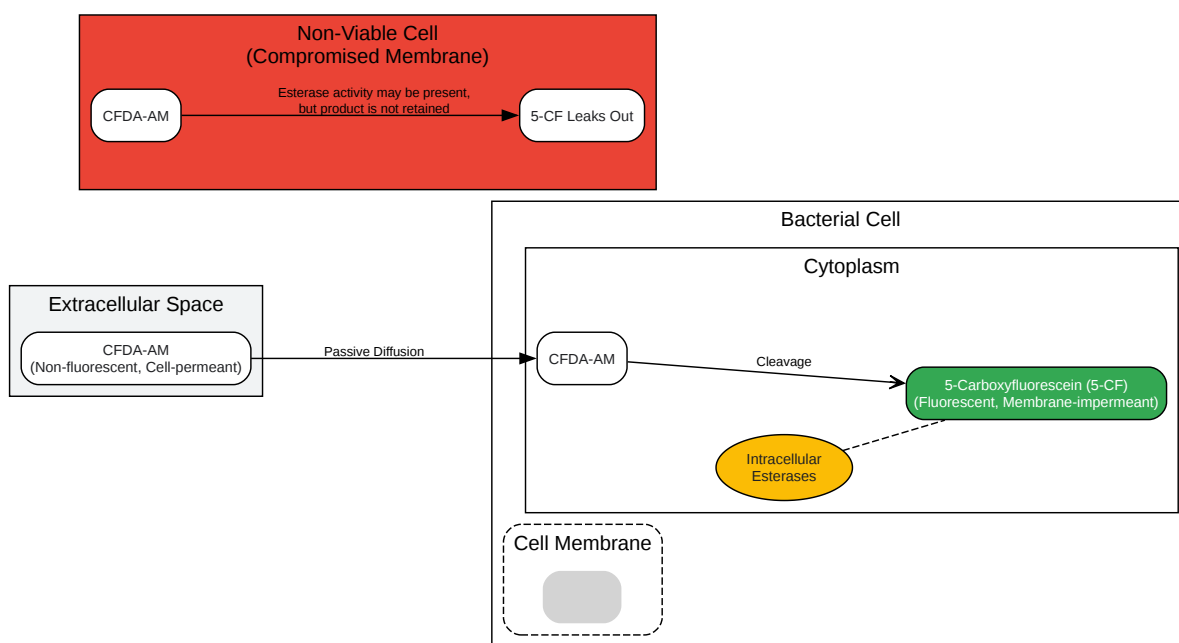 Non-Viable Cell
(Compromised Membrane)
Esterase activity may be present,
but product is not retained
CFDA-AM
5-CF Leaks Out
Bacterial Cell
Cytoplasm
Extracellular Space
CFDA-AM
(Non-fluorescent, Cell-permeant)
Passive Diffusion
CFDA-AM
Cleavage
5-Carboxyfluorescein (5-CF)
(Fluorescent, Membrane-impermeant)
Intracellular
Esterases
Cell Membrane